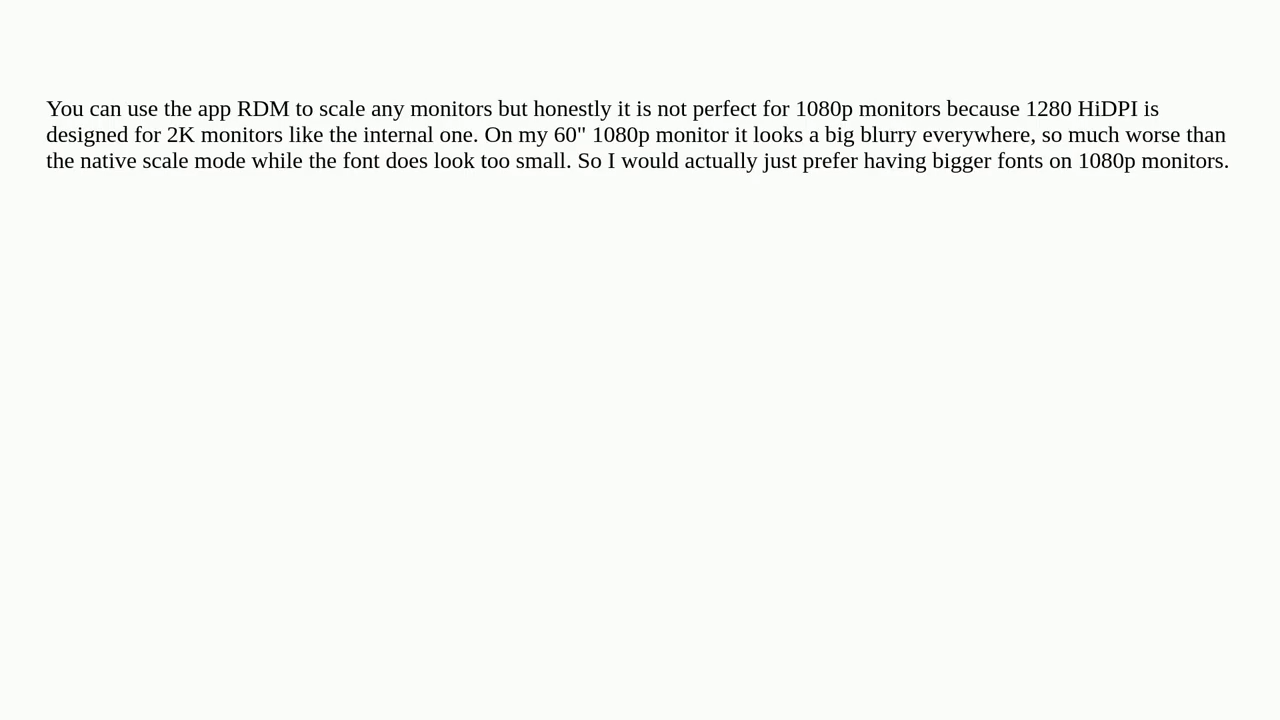 You can use the app RDM to scale any monitors but honestly it is not perfect for 1080p monitors because 1280 HiDPI is
designed for 2K monitors like the internal one. On my 60" 1080p monitor it looks a big blurry everywhere, so much worse than
the native scale mode while the font does look too small. So I would actually just prefer having bigger fonts on 1080p monitors.